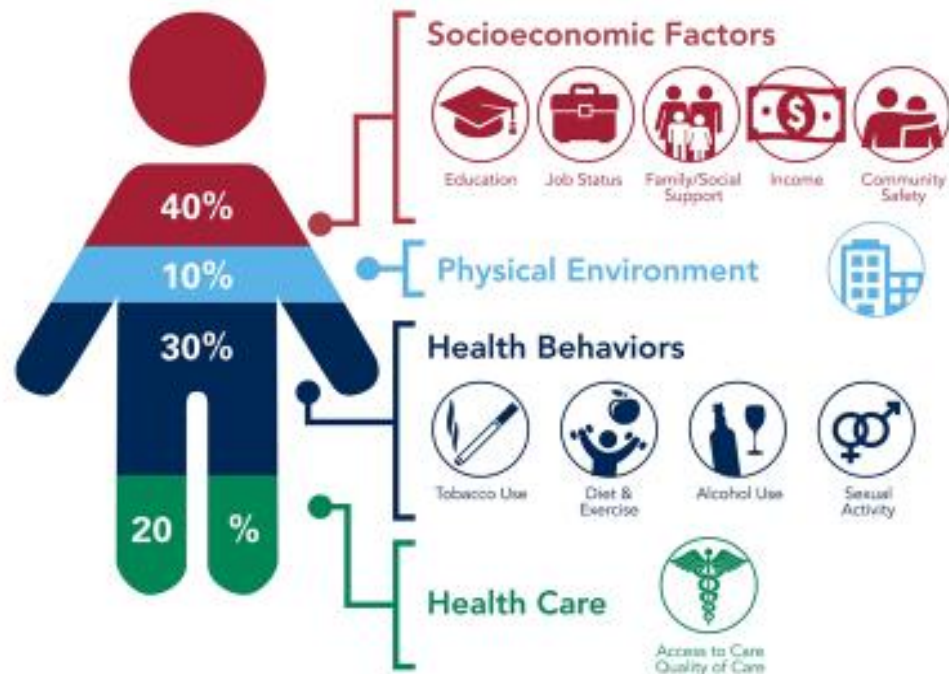 Socioeconomic Factors
Education
Job Status
Family/Social
Support
Income
Community
Safety
40%
10%
Physical Environment
30%
Health Behaviors
Tobacco Use
Diet &
Exercise
Alcohol Use
Sexual
Activity
20 %
Health Care
Access to Care
Quality of Care